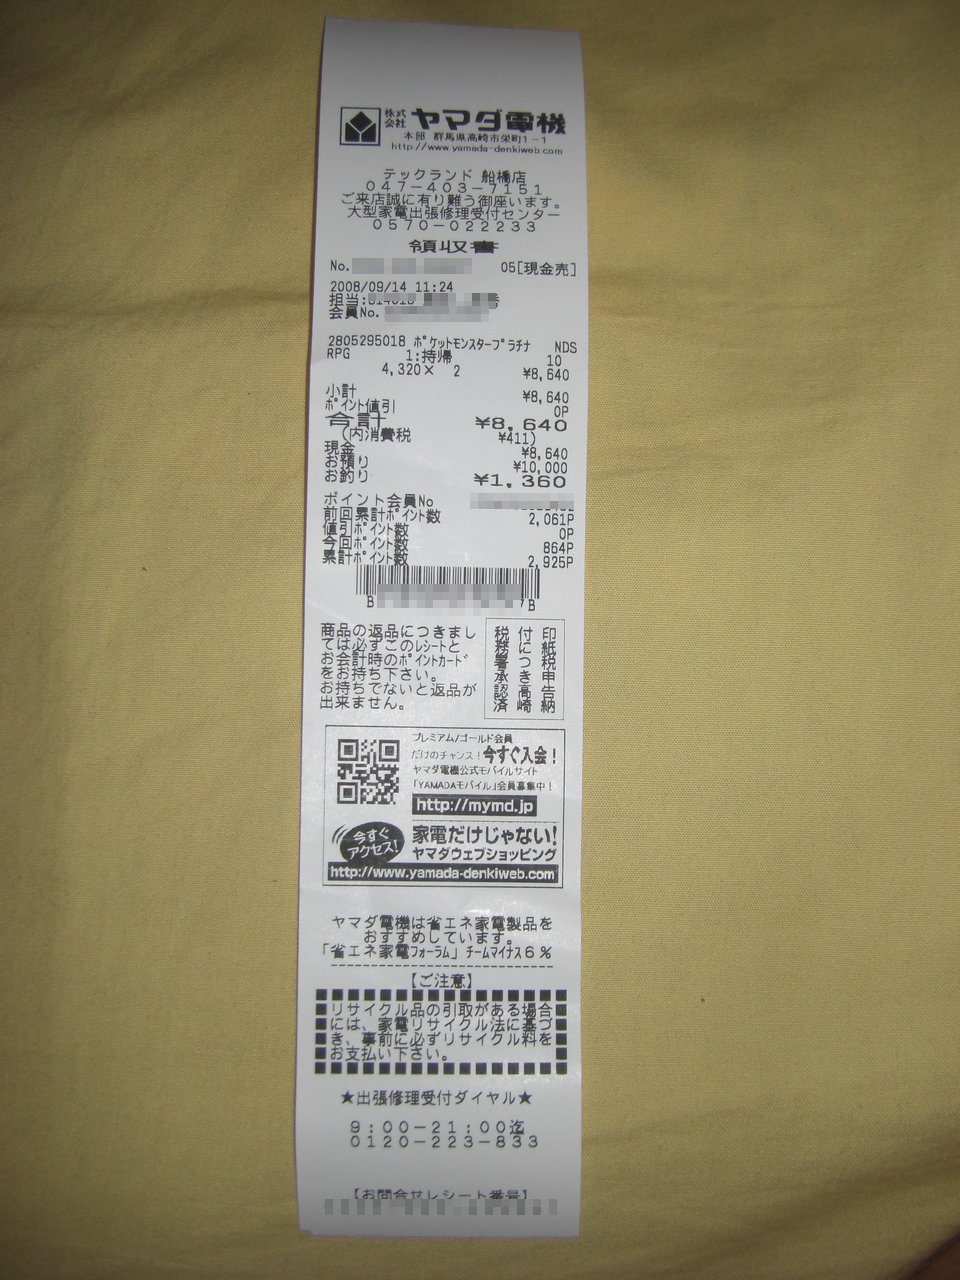 株式会社 ヤマダ電機
本部 群馬県高崎市栄町1-1
http://www.yamada-denkiweb.com
テックランド 船橋店
047-403-7151
ご来店誠に有り難う御座います。
大型家電出張修理受付センター
0570-022233
領収書
No. 05[現金売]
2008/09/14 11:24
担当:
会員No.
2805295018 ポケットモンスタープラチナ NDS
RPG 1:持帰 10
4,320× 2 ¥8,640
小計 ¥8,640
ポイント値引 0P
合計 ¥8,640
(内消費税 ¥411)
現金 ¥8,640
お預り ¥10,000
お釣り ¥1,360
ポイント会員No
前回累計ポイント数 2,061P
値引ポイント数 0P
今回ポイント数 864P
累計ポイント数 2,925P
B 7B
商品の返品につきまし
ては必ずこのレシートと
お会計時のポイントカード
をお持ち下さい。
お持ちでないと返品が
出来ません。
印紙税申告納
付につき高崎
税務署承認済
プレミアム/ゴールド会員
だけのチャンス!今すぐ入会!
ヤマダ電機公式モバイルサイト
「YAMADAモバイル」会員募集中!
http://mymd.jp
今すぐアクセス!
家電だけじゃない!
ヤマダウェブショッピング
http://www.yamada-denkiweb.com
ヤマダ電機は省エネ家電製品を
おすすめしています。
「省エネ家電フォーラム」チームマイナス6%
【ご注意】
リサイクル品の引取がある場合
には、家電リサイクル法に基づ
き、事前に必ずリサイクル料を
お支払い下さい。
★出張修理受付ダイヤル★
9:00-21:00迄
0120-223-833
【お問合せレシート番号】